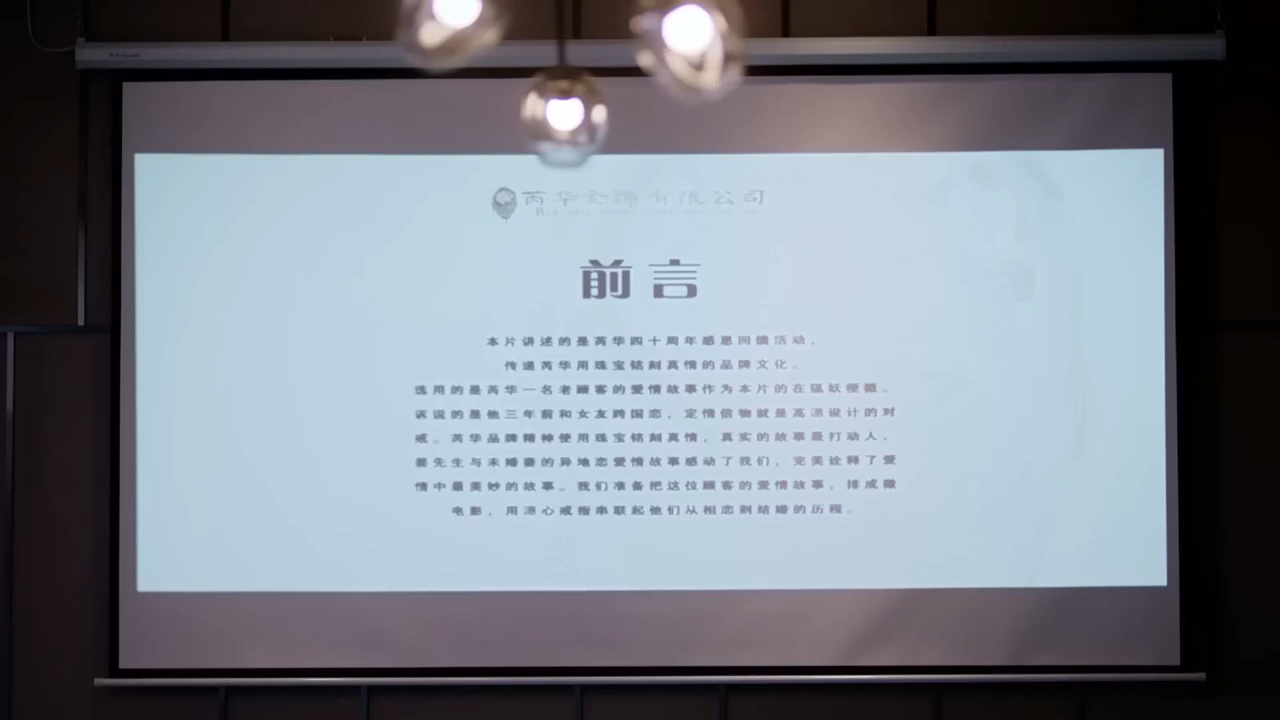 芮华金饰有限公司
前言
本片讲述的是芮华四十周年感恩回馈活动，
传递芮华用珠宝铭刻真情的品牌文化。
选用的是芮华一名老顾客的爱情故事作为本片的在狐妖梗概。
诉说的是他三年前和女友跨国恋，定情信物就是高源设计的对
戒。芮华品牌精神使用珠宝铭刻真情，真实的故事最打动人，
姜先生与未婚妻的异地恋爱情故事感动了我们，完美诠释了爱
情中最美妙的故事。我们准备把这位顾客的爱情故事，排成微
电影，用源心戒指串联起他们从相恋到结婚的历程。